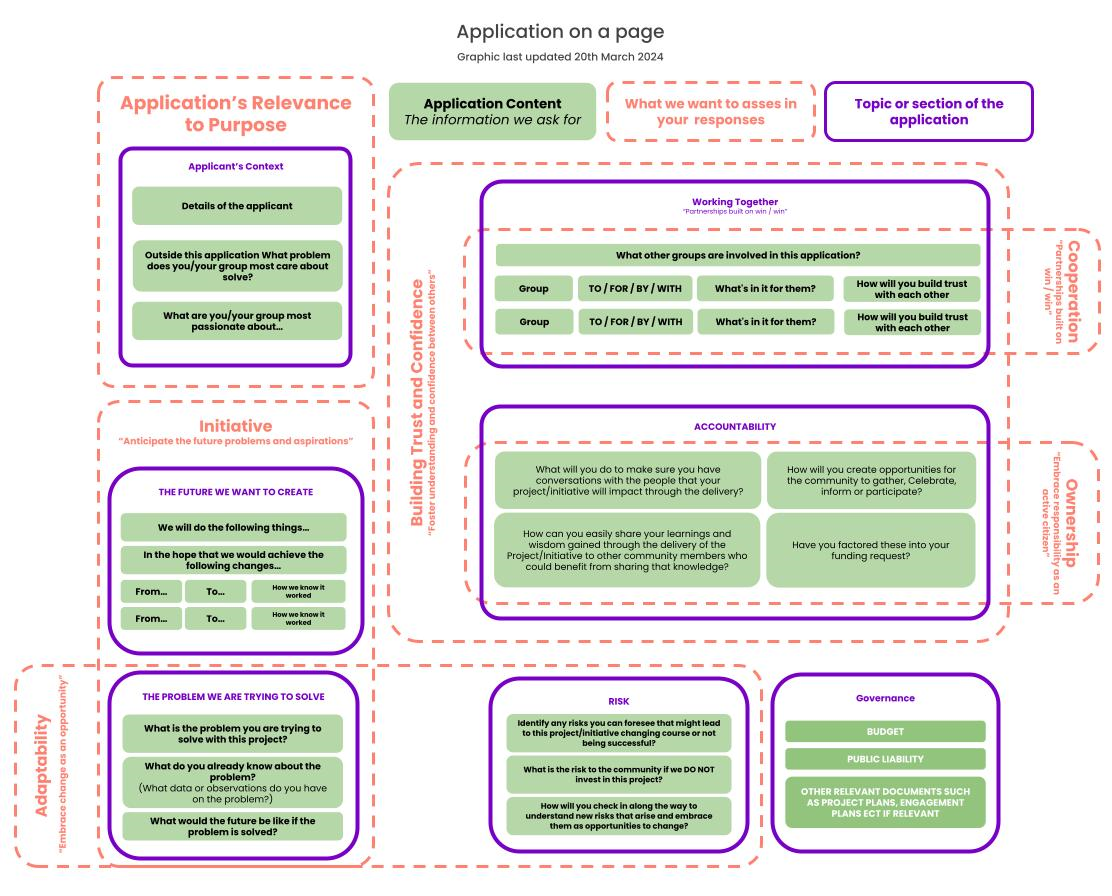 Application on a page
Graphic last updated 20th March 2024
Application's Relevance
to Purpose
Applicant's Context
Details of the applicant
Outside this application What problem
does you/your group most care about
solve?
What are you/your group most
passionate about...
Application Content
The information we ask for
What we want to asses in
your responses
Topic or section of the
application
Building Trust and Confidence
"Foster understanding and confidence between others"
Working Together
"Partnerships built on win / win"
What other groups are involved in this application?
Group
TO / FOR / BY / WITH
What's in it for them?
How will you build trust
with each other
Group
TO / FOR / BY / WITH
What's in it for them?
How will you build trust
with each other
Cooperation
"Partnerships built on
win / win"
ACCOUNTABILITY
What will you do to make sure you have
conversations with the people that your
project/initiative will impact through the delivery?
How will you create opportunities for
the community to gather, Celebrate,
inform or participate?
How can you easily share your learnings and
wisdom gained through the delivery of the
Project/Initiative to other community members who
could benefit from sharing that knowledge?
Have you factored these into your
funding request?
Ownership
"Embrace responsibility as an
active citizen"
Initiative
"Anticipate the future problems and aspirations"
THE FUTURE WE WANT TO CREATE
We will do the following things...
In the hope that we would achieve the
following changes...
From...
To...
How we know it
worked
From...
To...
How we know it
worked
Adaptability
"Embrace change as an opportunity"
THE PROBLEM WE ARE TRYING TO SOLVE
What is the problem you are trying to
solve with this project?
What do you already know about the
problem?
(What data or observations do you have
on the problem?)
What would the future be like if the
problem is solved?
RISK
Identify any risks you can foresee that might lead
to this project/initiative changing course or not
being successful?
What is the risk to the community if we DO NOT
invest in this project?
How will you check in along the way to
understand new risks that arise and embrace
them as opportunities to change?
Governance
BUDGET
PUBLIC LIABILITY
OTHER RELEVANT DOCUMENTS SUCH
AS PROJECT PLANS, ENGAGEMENT
PLANS ECT IF RELEVANT